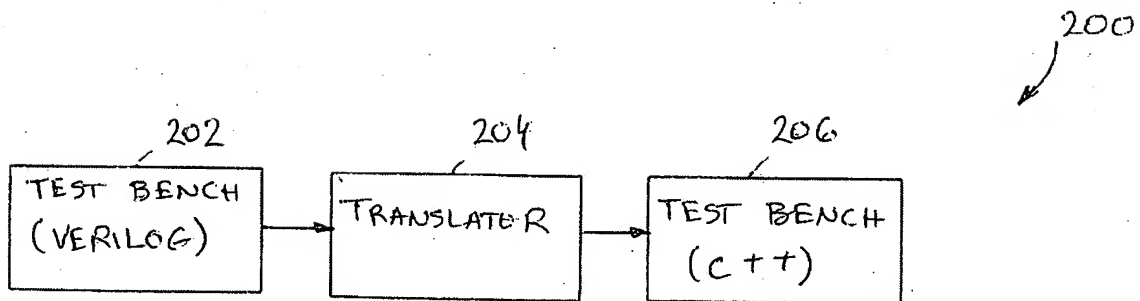 200
202
204
206
TEST BENCH
(VERILOG)
TRANSLATOR
TEST BENCH
(C++)